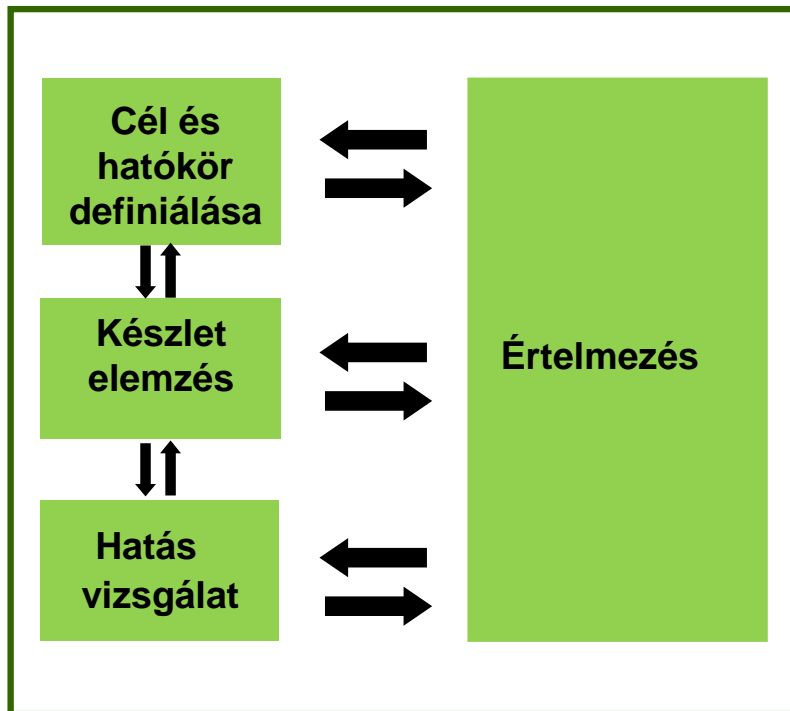 Cél és
hatókör
definiálása
Készlet
elemzés
Értelmezés
Hatás
vizsgálat